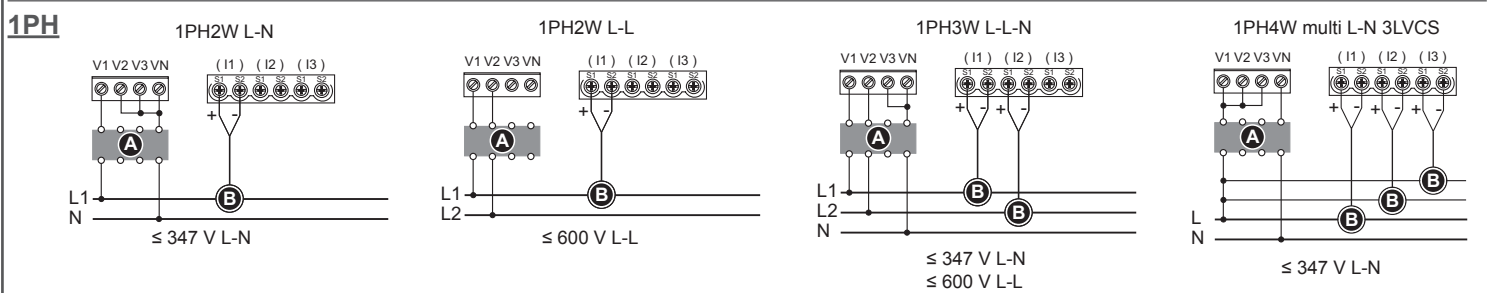 1PH
1PH2W L-N
V1 V2 V3 VN
( I1 ) ( I2 ) ( I3 )
S1 S2 S1 S2 S1 S2
+ -
A
B
L1
N
≤ 347 V L-N
1PH2W L-L
V1 V2 V3 VN
( I1 ) ( I2 ) ( I3 )
S1 S2 S1 S2 S1 S2
+ -
A
B
L1
L2
≤ 600 V L-L
1PH3W L-L-N
V1 V2 V3 VN
( I1 ) ( I2 ) ( I3 )
S1 S2 S1 S2 S1 S2
+ - + -
A
B
B
L1
L2
N
≤ 347 V L-N
≤ 600 V L-L
1PH4W multi L-N 3LVCS
V1 V2 V3 VN
( I1 ) ( I2 ) ( I3 )
S1 S2 S1 S2 S1 S2
+ - + - + -
A
B
B
B
L
N
≤ 347 V L-N